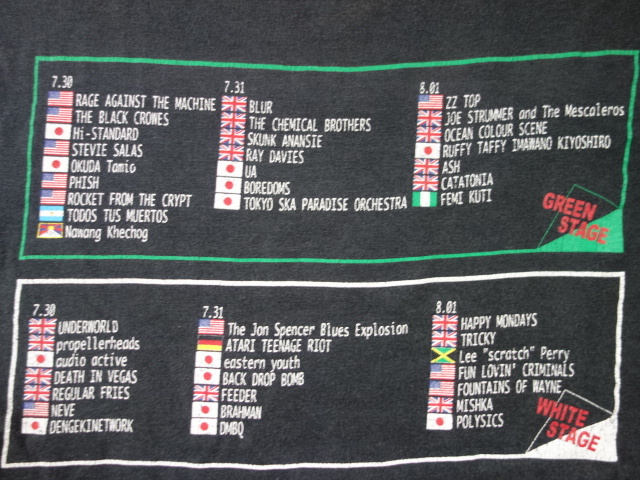 7.30
RAGE AGAINST THE MACHINE
THE BLACK CROWES
Hi-STANDARD
STEVIE SALAS
OKUDA Tamio
PHISH
ROCKET FROM THE CRYPT
TODOS TUS MUERTOS
Nawang Khechog
7.31
BLUR
THE CHEMICAL BROTHERS
SKUNK ANANSIE
RAY DAVIES
UA
BOREDOMS
TOKYO SKA PARADISE ORCHESTRA
8.01
ZZ TOP
JOE STRUMMER and The Mescaleros
OCEAN COLOUR SCENE
RUFFY TAFFY IMAWANO KIYOSHIRO
ASH
CATATONIA
FEMI KUTI
GREEN
STAGE
7.30
UNDERWORLD
propellerheads
audio active
DEATH IN VEGAS
REGULAR FRIES
NEVE
DENGEKINETWORK
7.31
The Jon Spencer Blues Explosion
ATARI TEENAGE RIOT
eastern youth
BACK DROP BOMB
FEEDER
BRAHMAN
DMBQ
8.01
HAPPY MONDAYS
TRICKY
Lee "scratch" Perry
FUN LOVIN' CRIMINALS
FOUNTAINS OF WAYNE
MISHKA
POLYSICS
WHITE
STAGE